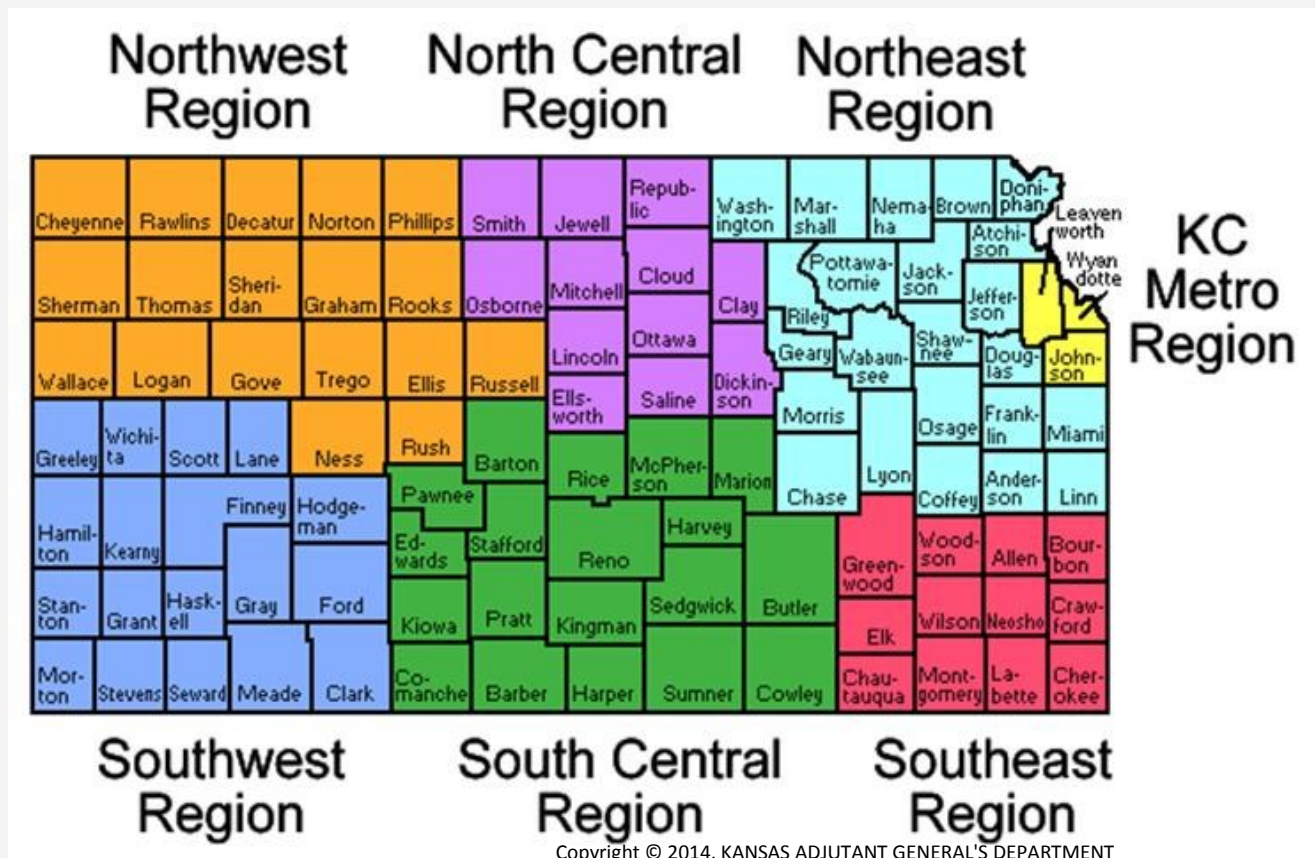 Northwest
Region
North Central
Region
Northeast
Region
Cheyenne
Rawlins
Decatur
Norton
Phillips
Smith
Jewell
Repub-
lic
Wash-
ington
Mar-
shall
Nema-
ha
Brown
Doni-
phan
Leaven
worth
Atchi-
son
Wyan
dotte
KC
Metro
Region
Sherman
Thomas
Sheri-
dan
Graham
Rooks
Osborne
Mitchell
Cloud
Clay
Pottawa-
tomie
Jack-
son
Jeffer-
son
Riley
Wallace
Logan
Gove
Trego
Ellis
Russell
Lincoln
Ottawa
Geary
Wabaun-
see
Shaw-
nee
Doug-
las
John-
son
Ells-
worth
Saline
Dickin-
son
Morris
Osage
Frank-
lin
Miami
Greeley
Wichi-
ta
Scott
Lane
Ness
Rush
Barton
Rice
McPher-
son
Marion
Chase
Lyon
Coffey
Ander-
son
Linn
Hamil-
ton
Kearny
Finney
Hodge-
man
Pawnee
Ed-
wards
Stafford
Reno
Harvey
Green-
wood
Wood-
son
Allen
Bour-
bon
Stan-
ton
Grant
Hask-
ell
Gray
Ford
Kiowa
Pratt
Kingman
Sedgwick
Butler
Elk
Wilson
Neosho
Craw-
ford
Mor-
ton
Stevens
Seward
Meade
Clark
Co-
manche
Barber
Harper
Sumner
Cowley
Chau-
tauqua
Mont-
gomery
La-
bette
Cher-
okee
Southwest
Region
South Central
Region
Southeast
Region
Copyright © 2014, KANSAS ADJUTANT GENERAL'S DEPARTMENT